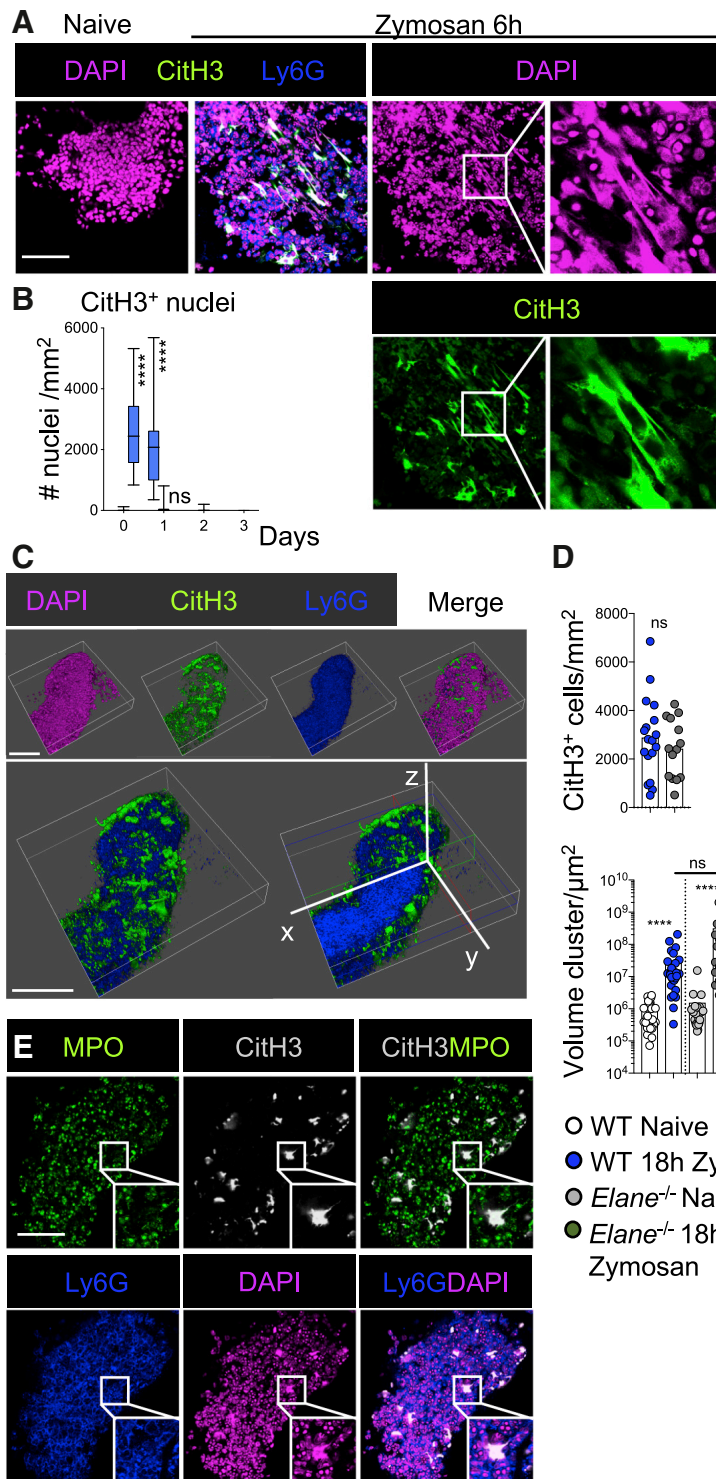 A
Naive
Zymosan 6h
DAPI CitH3 Ly6G
DAPI
B
CitH3⁺ nuclei
# nuclei /mm²
6000
4000
2000
0
****
****
ns
0 1 2 3
Days
CitH3
C
DAPI CitH3 Ly6G Merge
z
x
y
D
CitH3⁺ cells/mm²
8000
6000
4000
2000
0
ns
Volume cluster/µm²
10¹⁰
10⁹
10⁸
10⁷
10⁶
10⁵
10⁴
ns
****
****
WT Naive
WT 18h Zy
Elane⁻/⁻ Na
Elane⁻/⁻ 18h
Zymosan
E
MPO
CitH3
CitH3MPO
Ly6G
DAPI
Ly6GDAPI